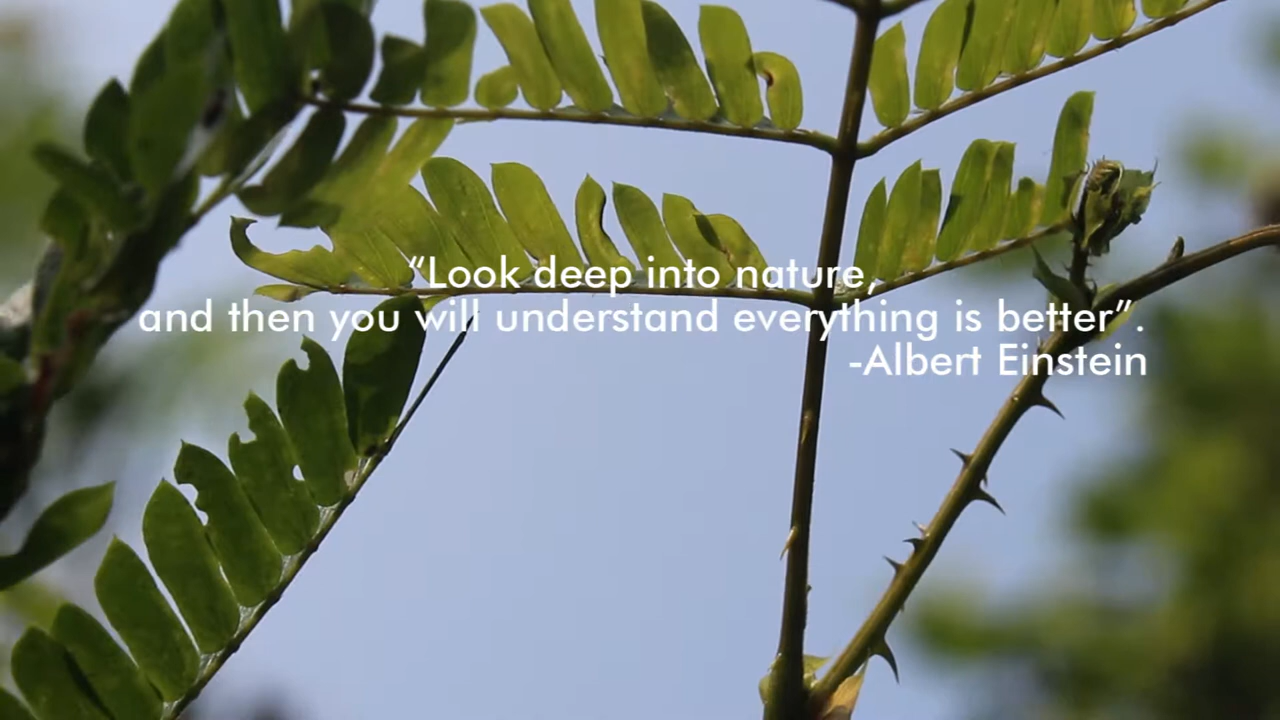 “Look deep into nature,
and then you will understand everything is better”.
-Albert Einstein